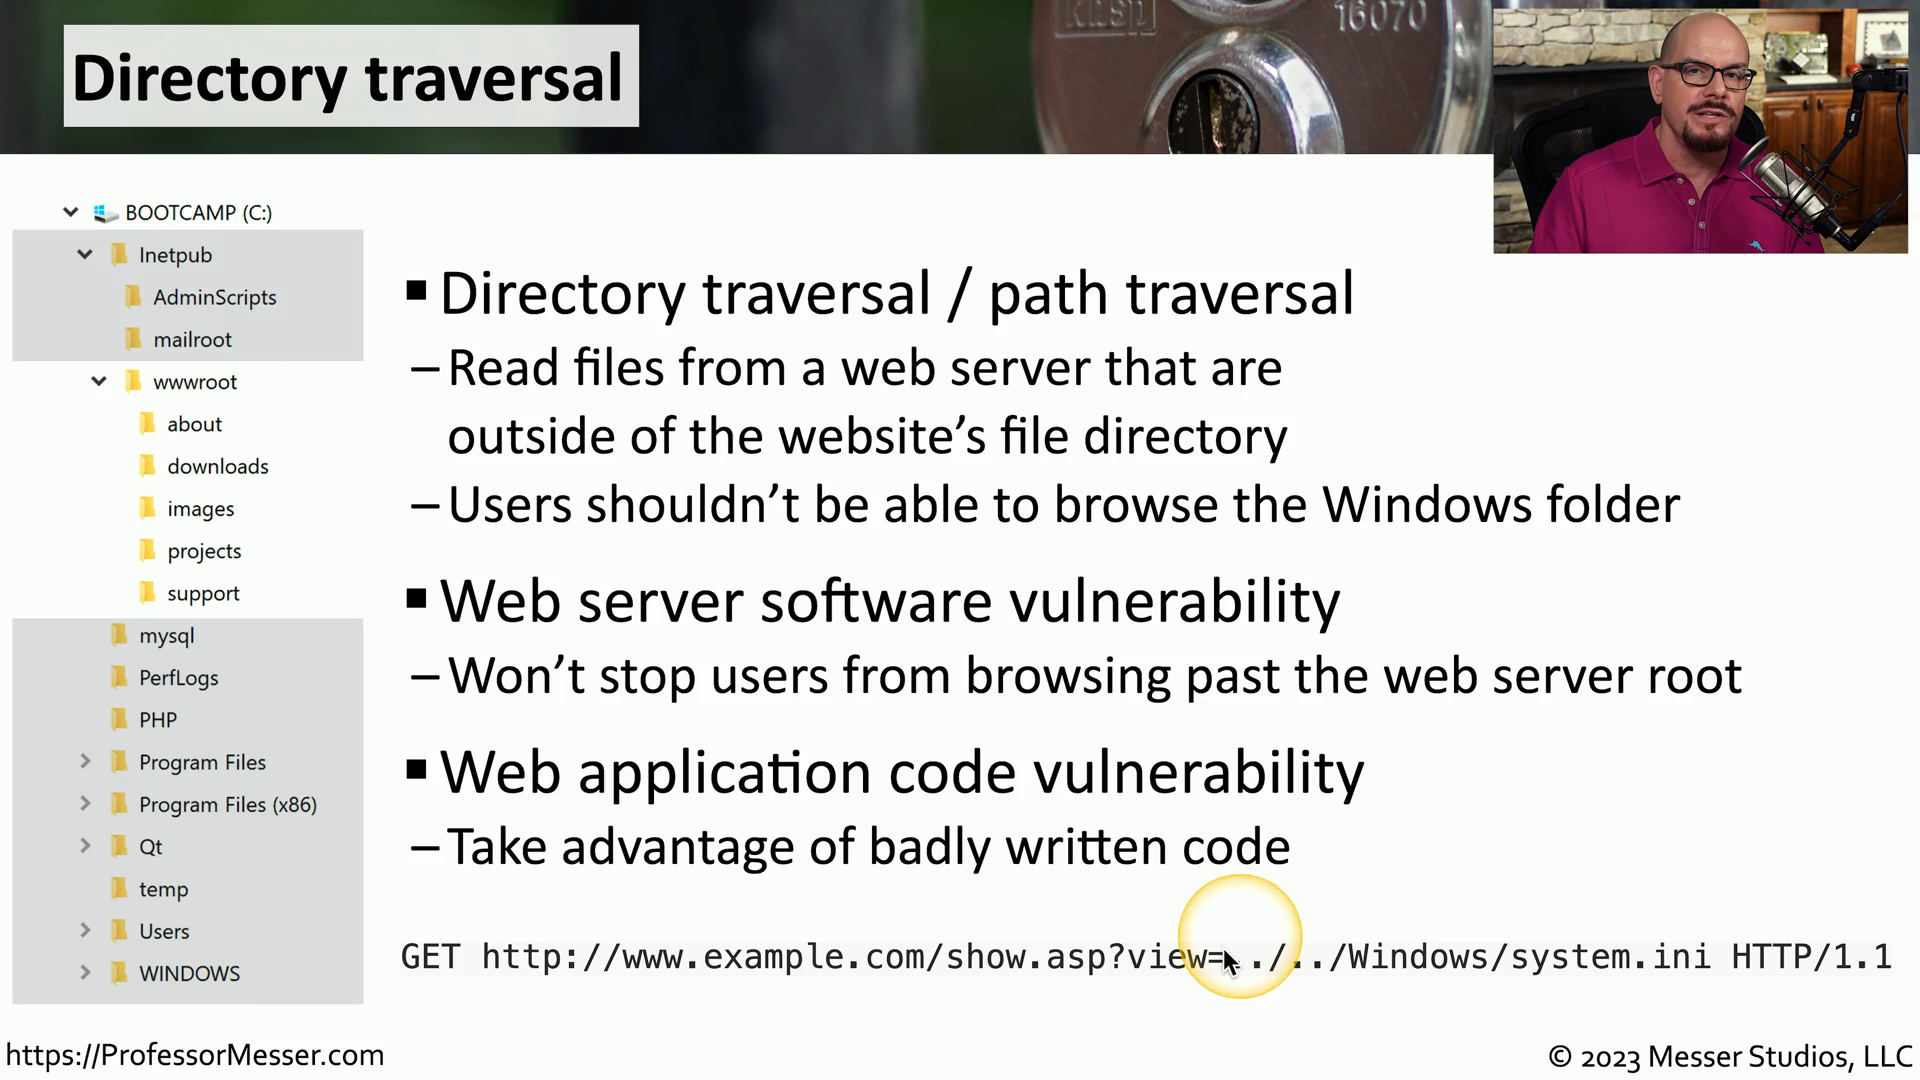 Directory traversal
16070
BOOTCAMP (C:)
Inetpub
AdminScripts
mailroot
wwwroot
about
downloads
images
projects
support
mysql
PerfLogs
PHP
Program Files
Program Files (x86)
Qt
temp
Users
WINDOWS
▪ Directory traversal / path traversal
– Read files from a web server that are
outside of the website’s file directory
– Users shouldn’t be able to browse the Windows folder
▪ Web server software vulnerability
– Won’t stop users from browsing past the web server root
▪ Web application code vulnerability
– Take advantage of badly written code
GET http://www.example.com/show.asp?view=../../Windows/system.ini HTTP/1.1
https://ProfessorMesser.com
© 2023 Messer Studios, LLC